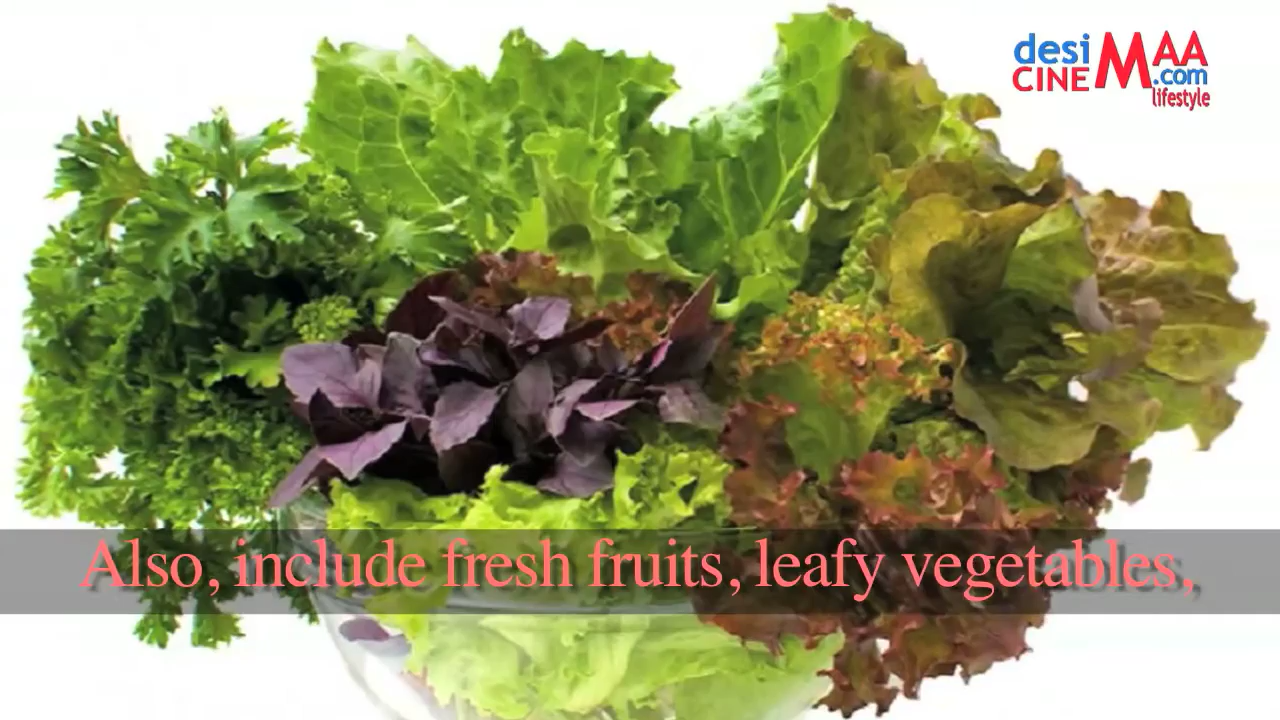 desi
CINEMAA
.com
lifestyle
Also, include fresh fruits, leafy vegetables,